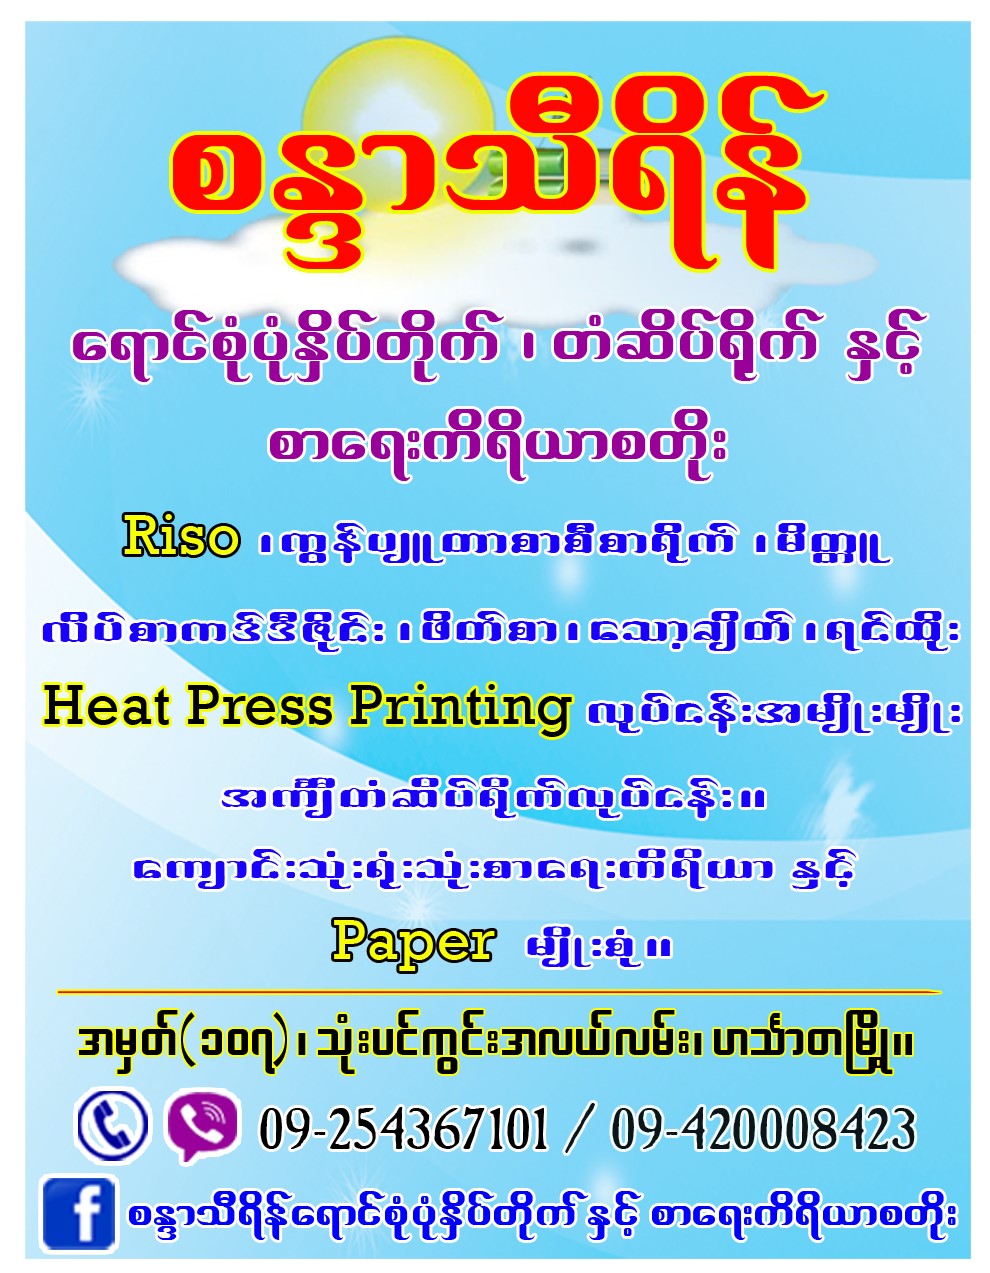 စန္ဒာသီရိန်
ရောင်စုံပုံနှိပ်တိုက် ၊ တံဆိပ်ရိုက် နှင့်
စာရေးကိရိယာစတိုး
Riso ၊ ကွန်ပျူတာစာစီစာရိုက် ၊ မိတ္တူ
လိပ်စာကဒ်ဒီဇိုင်း ၊ ဖိတ်စာ ၊ သော့ချိတ် ၊ ရင်ထိုး
Heat Press Printing လုပ်ငန်းအမျိုးမျိုး
အင်္ကျီတံဆိပ်ရိုက်လုပ်ငန်း ။
ကျောင်းသုံးရုံးသုံးစာရေးကိရိယာ နှင့်
Paper မျိုးစုံ ။
အမှတ်(၁၀၇)၊ သုံးပင်ကွင်းအလယ်လမ်း၊ ဟင်္သာတမြို့။
09-254367101 / 09-420008423
စန္ဒာသီရိန်ရောင်စုံပုံနှိပ်တိုက် နှင့် စာရေးကိရိယာစတိုး